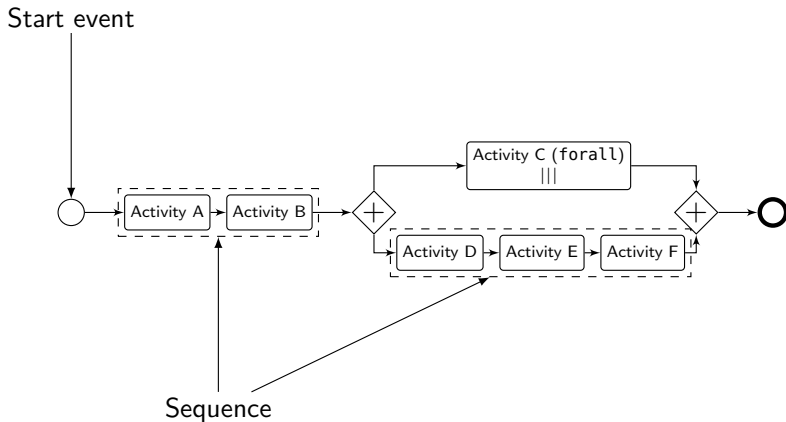 Start event
Activity C (forall)
|||
Activity A
Activity B
Activity D
Activity E
Activity F
Sequence